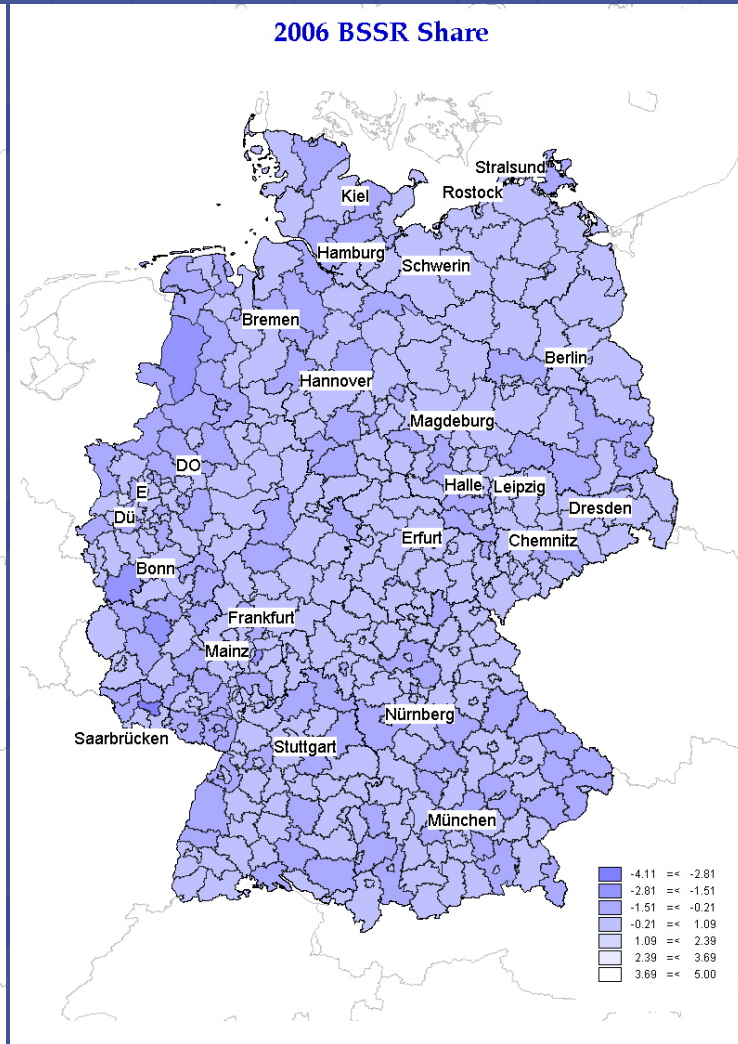 2006 BSSR Share
Stralsund
Kiel
Rostock
Hamburg
Schwerin
Bremen
Berlin
Hannover
Magdeburg
DO
E
Halle
Leipzig
Dü
Dresden
Erfurt
Chemnitz
Bonn
Frankfurt
Mainz
Nürnberg
Saarbrücken
Stuttgart
München
-4.11 =< -2.81
-2.81 =< -1.51
-1.51 =< -0.21
-0.21 =< 1.09
1.09 =< 2.39
2.39 =< 3.69
3.69 =< 5.00